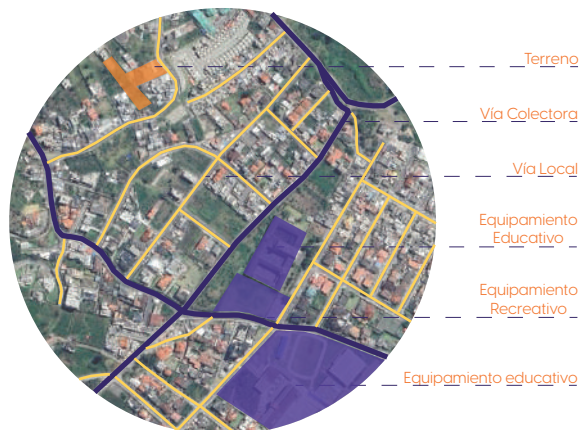 Terreno
Vía Colectora
Vía Local
Equipamiento
Educativo
Equipamiento
Recreativo
Equipamiento educativo